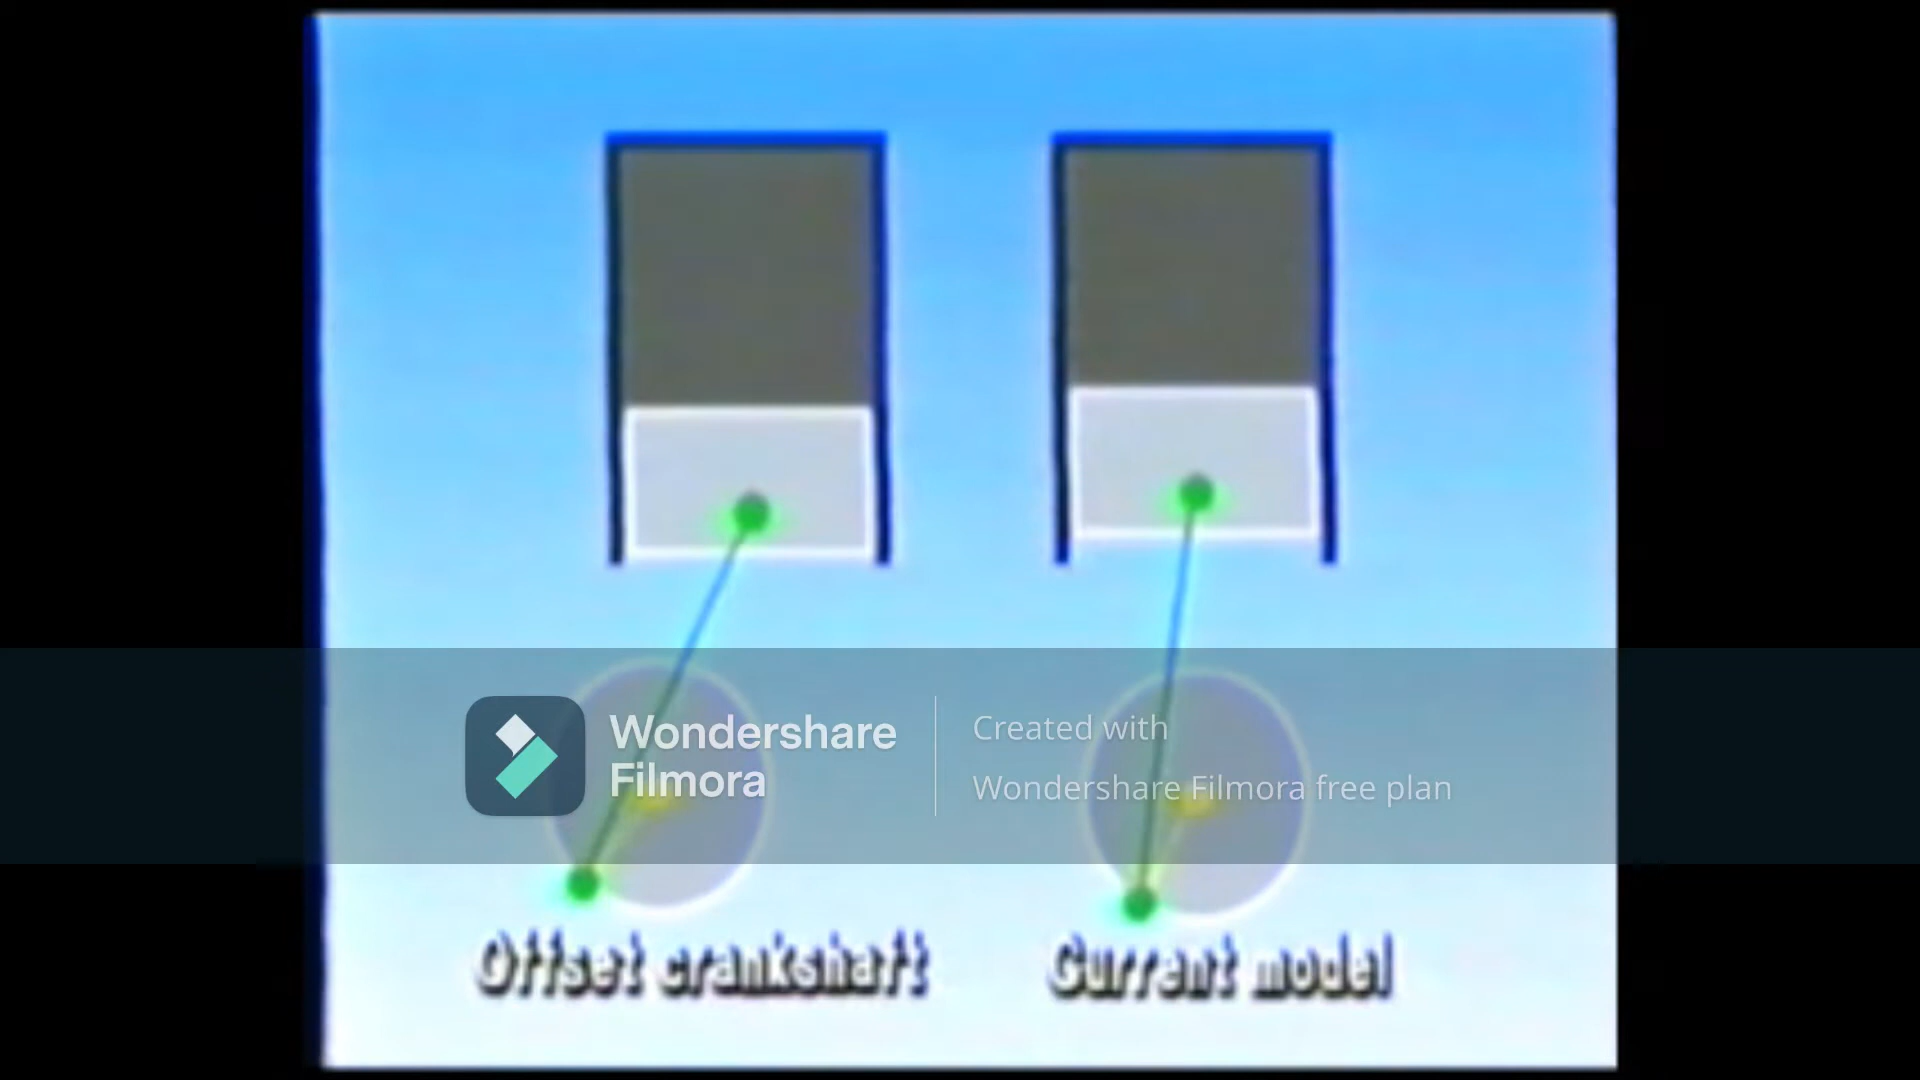 Wondershare
Filmora
Created with
Wondershare Filmora free plan
Offset crankshaft
Current model